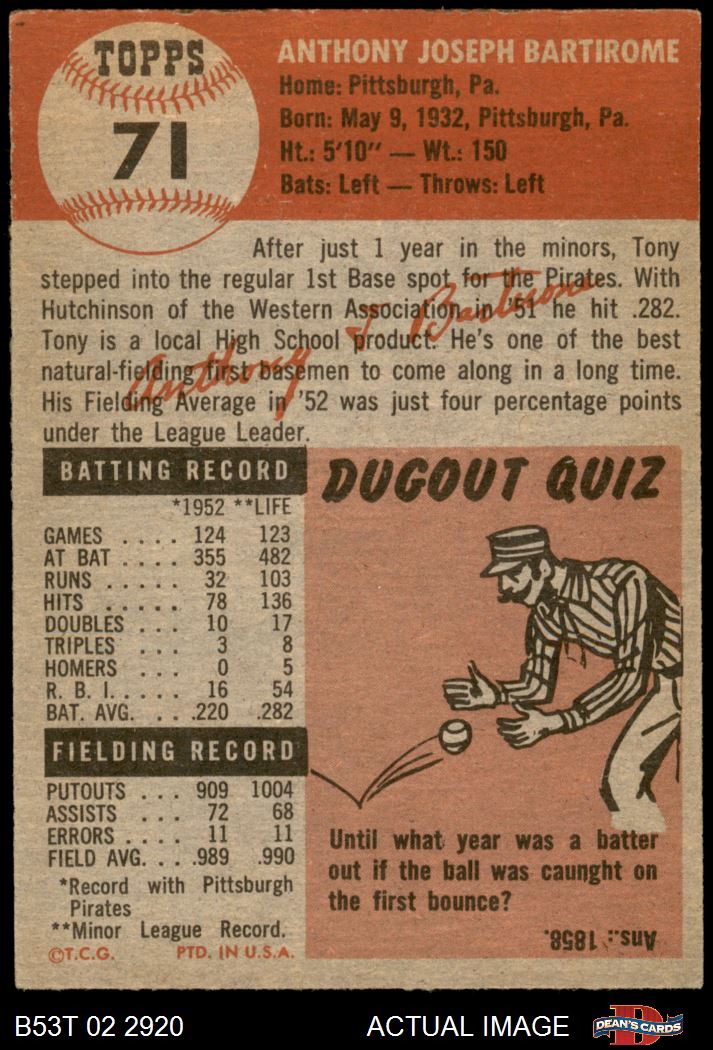 TOPPS
71
ANTHONY JOSEPH BARTIROME
Home: Pittsburgh, Pa.
Born: May 9, 1932, Pittsburgh, Pa.
Ht.: 5'10" — Wt.: 150
Bats: Left — Throws: Left
After just 1 year in the minors, Tony
stepped into the regular 1st Base spot for the Pirates. With
Hutchinson of the Western Association in '51 he hit .282.
Tony is a local High School product. He's one of the best
natural-fielding first basemen to come along in a long time.
His Fielding Average in '52 was just four percentage points
under the League Leader.
Anthony J Bartirome
BATTING RECORD
*1952 **LIFE
GAMES .... 124 123
AT BAT .... 355 482
RUNS .... 32 103
HITS ..... 78 136
DOUBLES ... 10 17
TRIPLES ... 3 8
HOMERS ... 0 5
R. B. I..... 16 54
BAT. AVG. . .220 .282
FIELDING RECORD
PUTOUTS ... 909 1004
ASSISTS ... 72 68
ERRORS .... 11 11
FIELD AVG. . .989 .990
*Record with Pittsburgh
Pirates
**Minor League Record.
©T.C.G. PTD. IN U.S.A.
DUGOUT QUIZ
Until what year was a batter
out if the ball was caunght on
the first bounce?
Ans.: 1858.
B53T 02 2920
ACTUAL IMAGE
D
DEAN'S CARDS